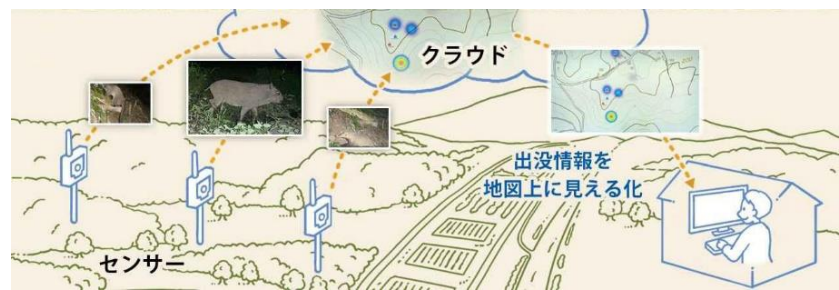 クラウド
出没情報を
地図上に見える化
センサー